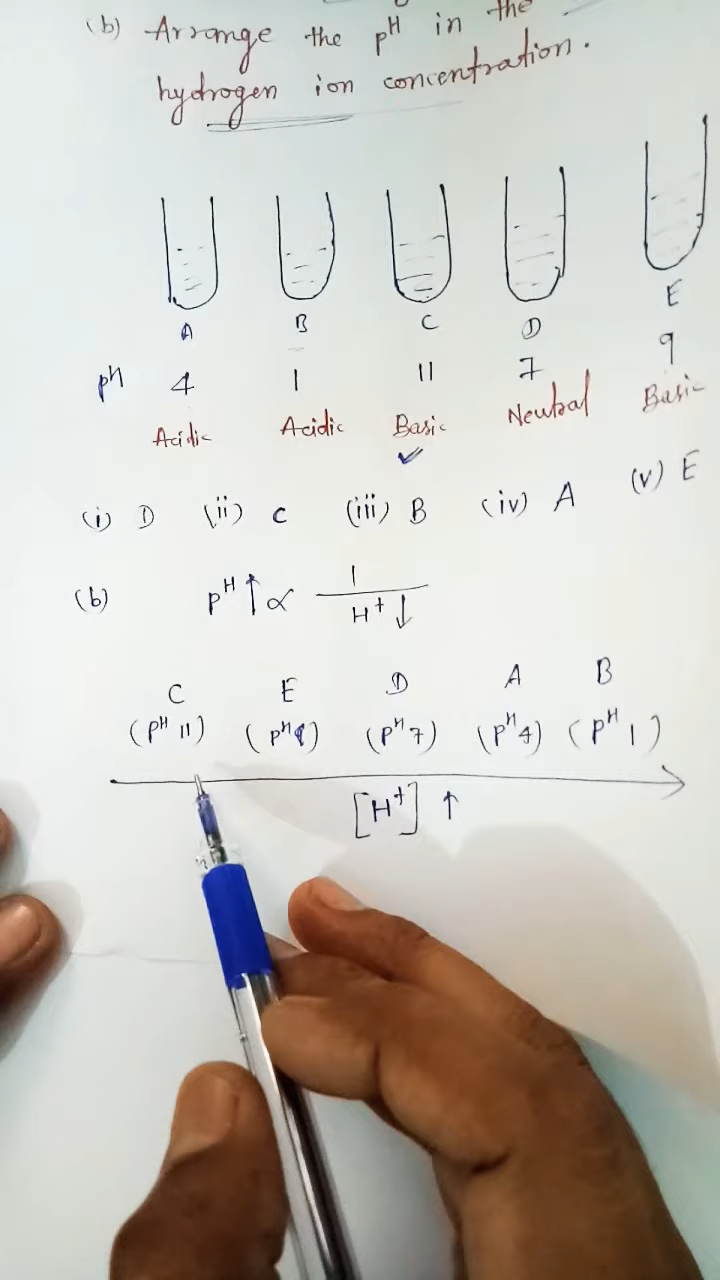 (b) Arrange the pH in the
hydrogen ion concentration.
A B C D E
pH 4 1 11 7 9
Acidic Acidic Basic Neutral Basic
(i) D (ii) C (iii) B (iv) A (v) E
(b) pH ↑ ∝ 1 / H+ ↓
C E D A B
(pH 11) (pH 9) (pH 7) (pH 4) (pH 1)
[H+] ↑